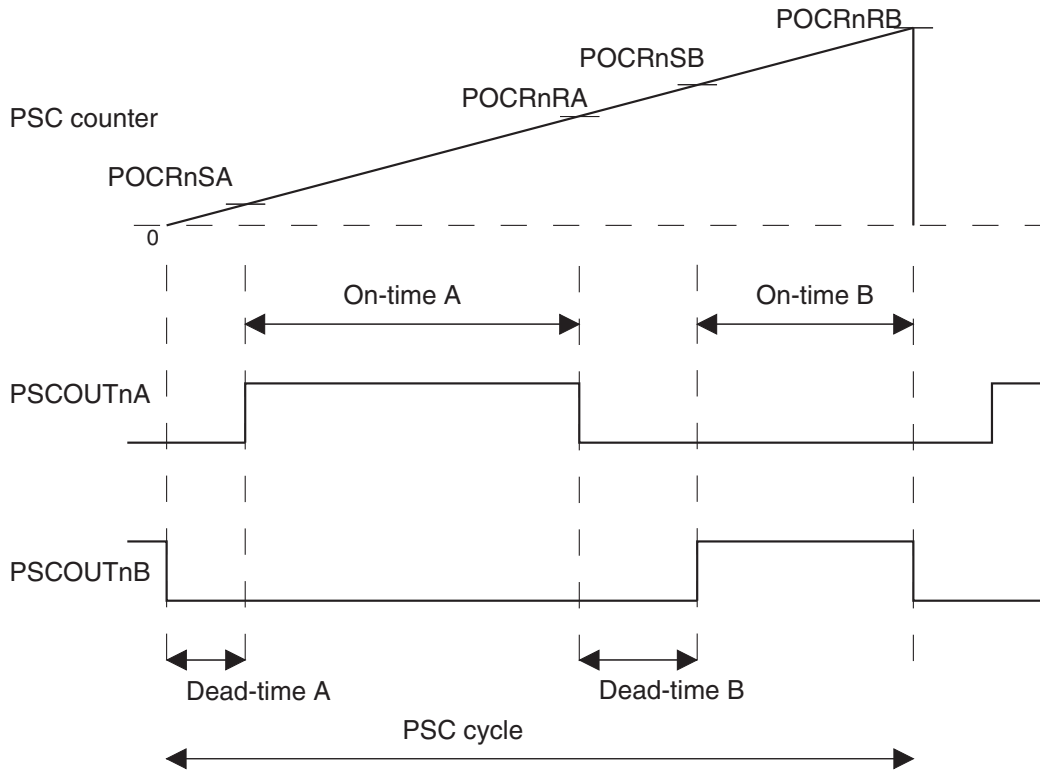 POCRnRB
POCRnSB
POCRnRA
PSC counter
POCRnSA
0
On-time A
On-time B
PSCOUTnA
PSCOUTnB
Dead-time A
Dead-time B
PSC cycle